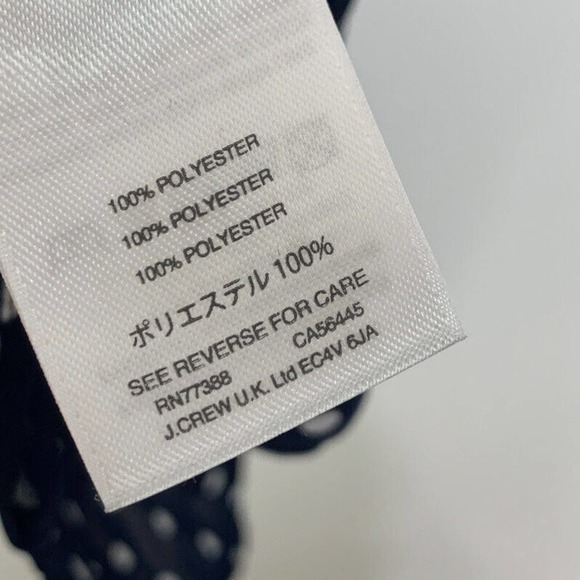 100% POLYESTER
100% POLYESTER
100% POLYESTER
ポリエステル 100%
SEE REVERSE FOR CARE
RN77388 CA56445
J.CREW U.K. Ltd EC4V 6JA